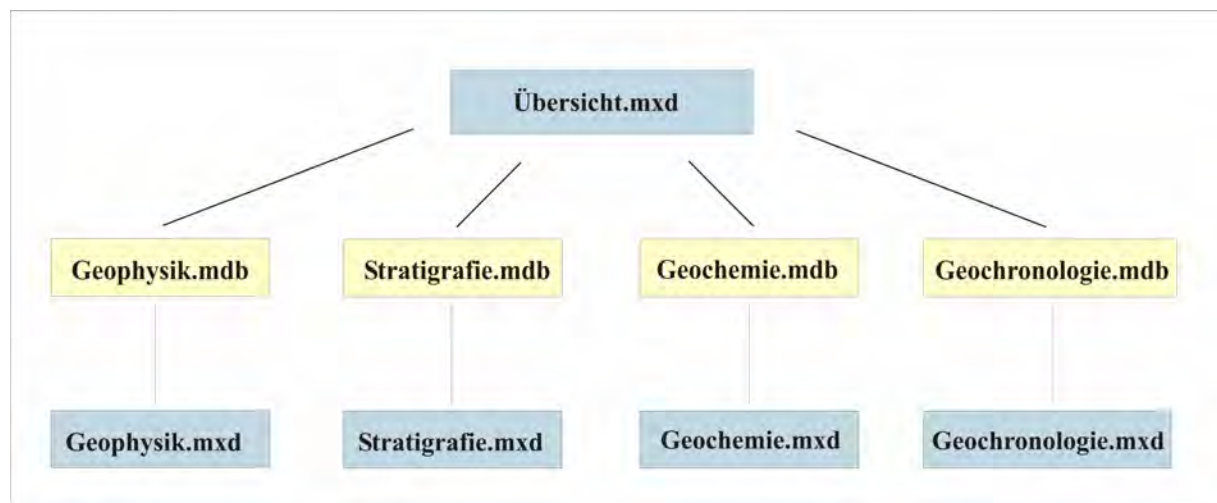 Übersicht.mxd
Geophysik.mdb
Stratigrafie.mdb
Geochemie.mdb
Geochronologie.mdb
Geophysik.mxd
Stratigrafie.mxd
Geochemie.mxd
Geochronologie.mxd